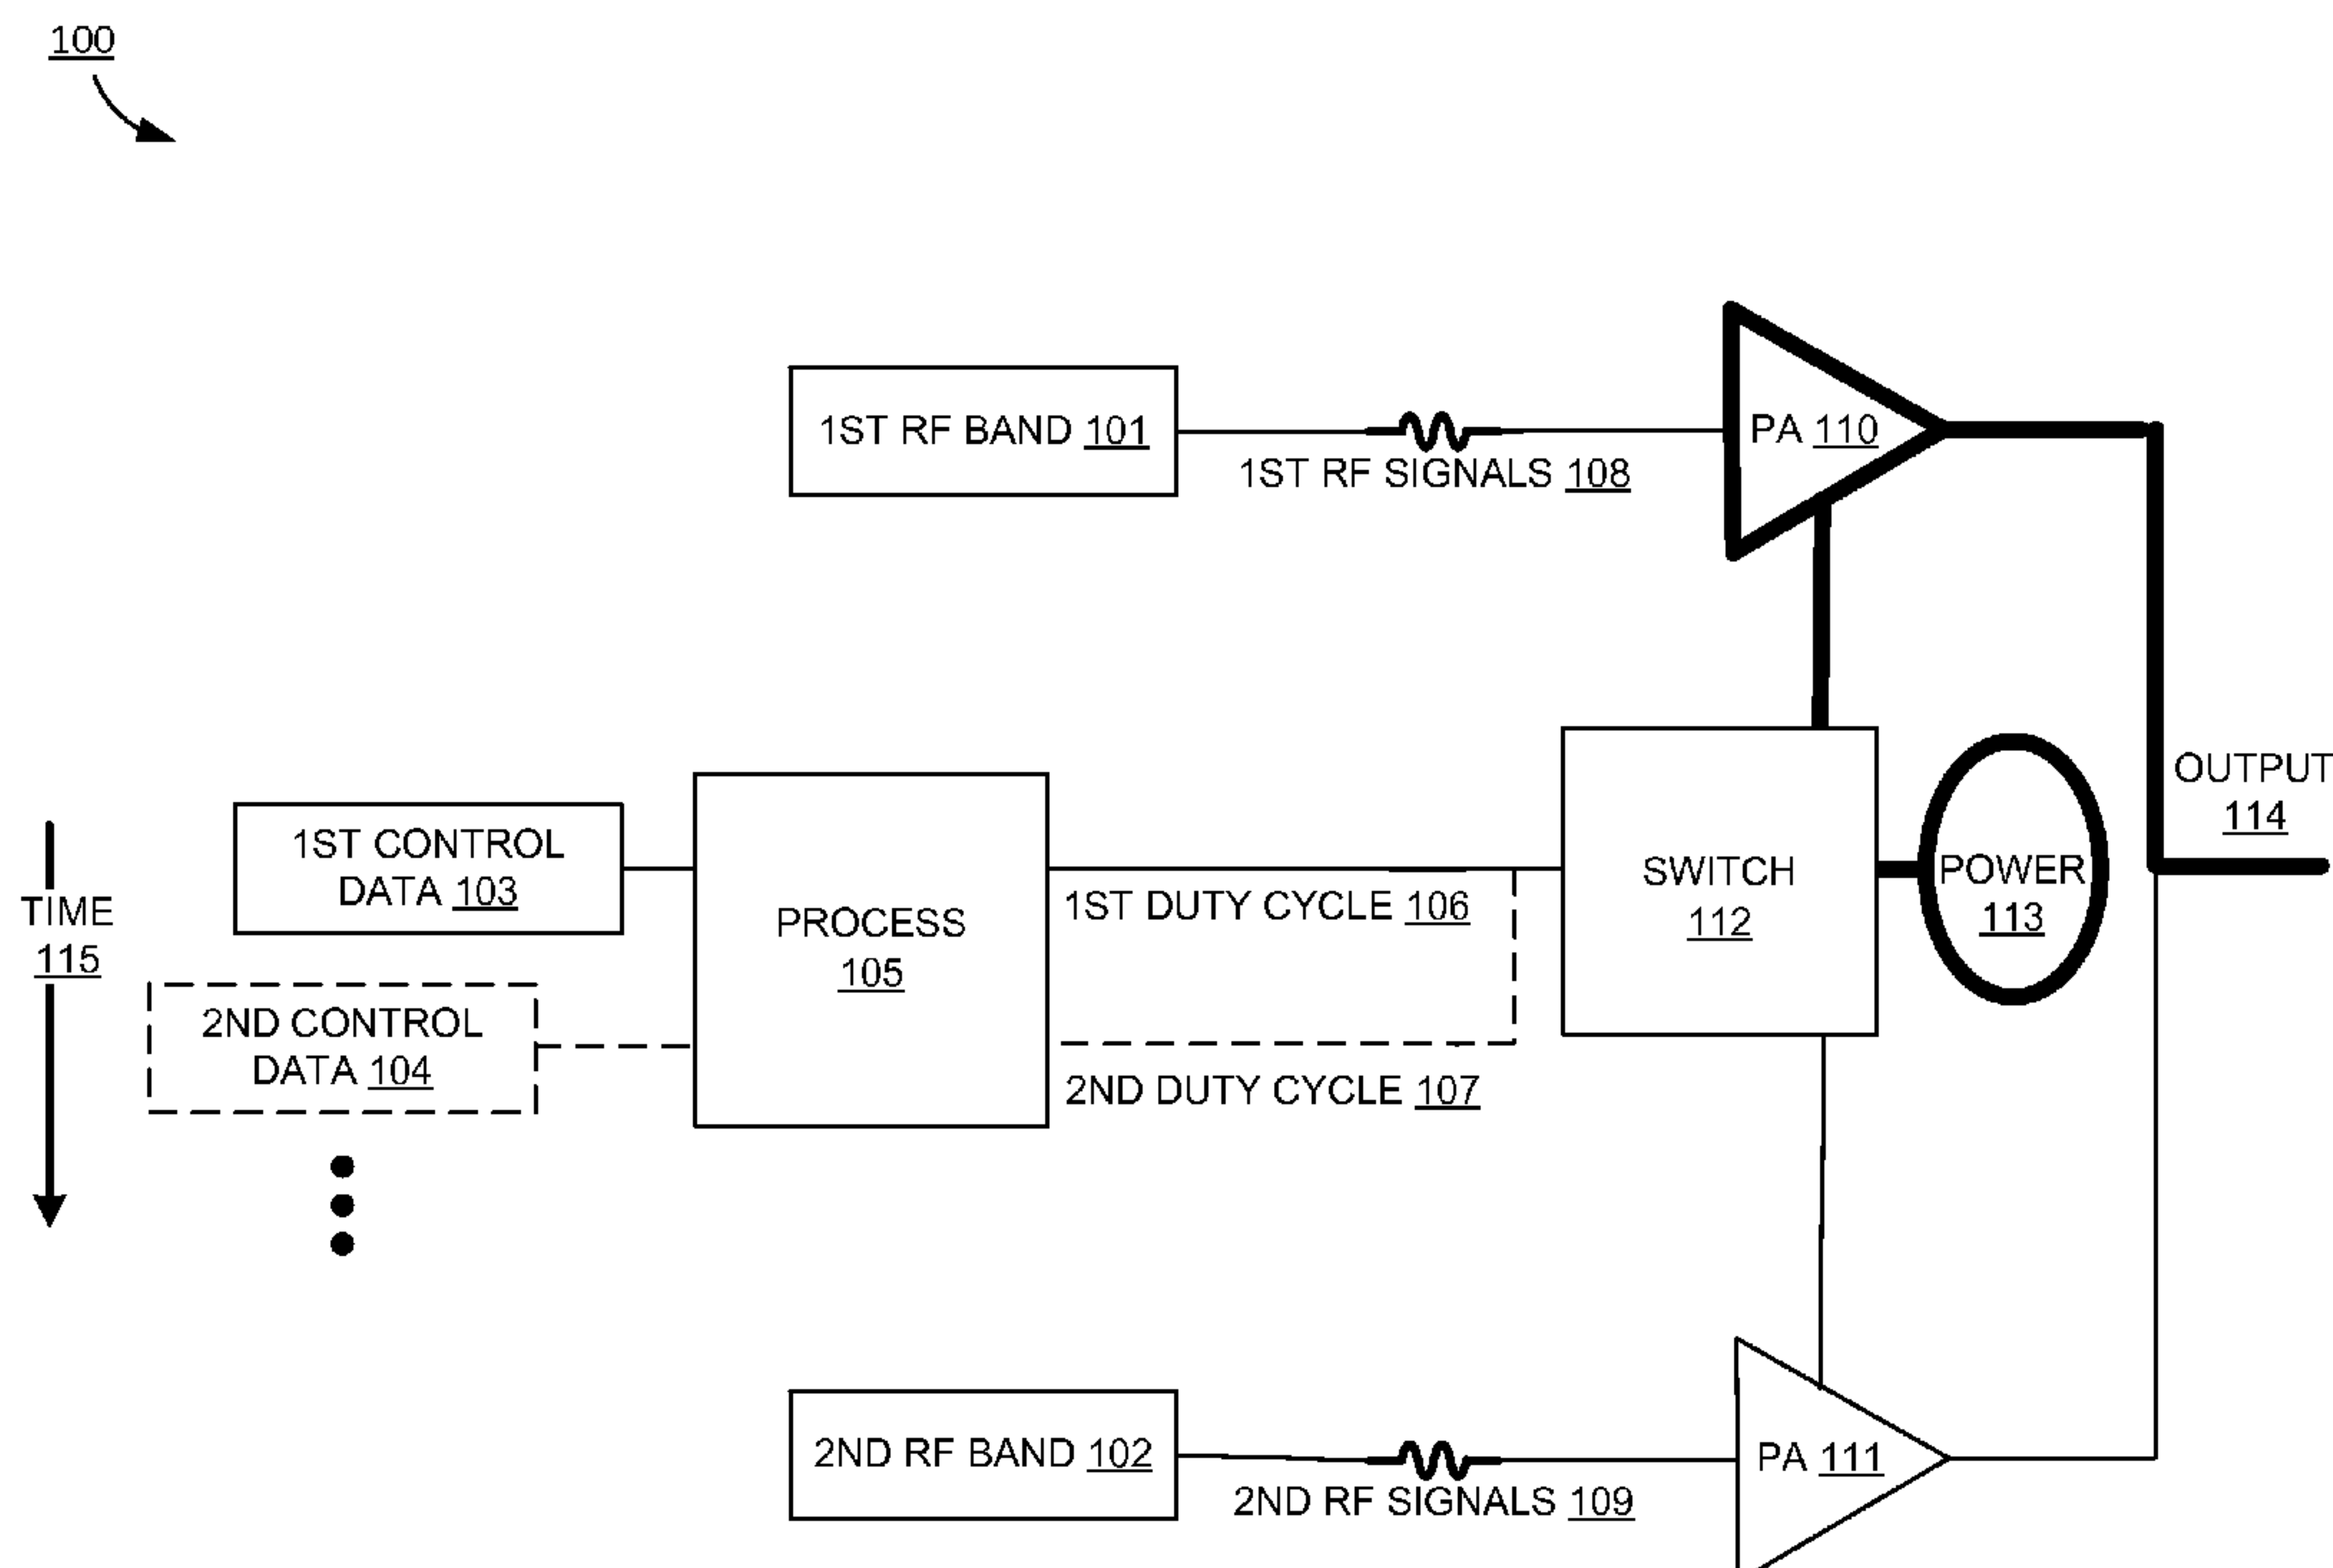 100
1ST RF BAND 101
1ST RF SIGNALS 108
PA 110
OUTPUT
114
1ST CONTROL
DATA 103
TIME
115
PROCESS
105
1ST DUTY CYCLE 106
SWITCH
112
POWER
113
2ND CONTROL
DATA 104
2ND DUTY CYCLE 107
2ND RF BAND 102
2ND RF SIGNALS 109
PA 111